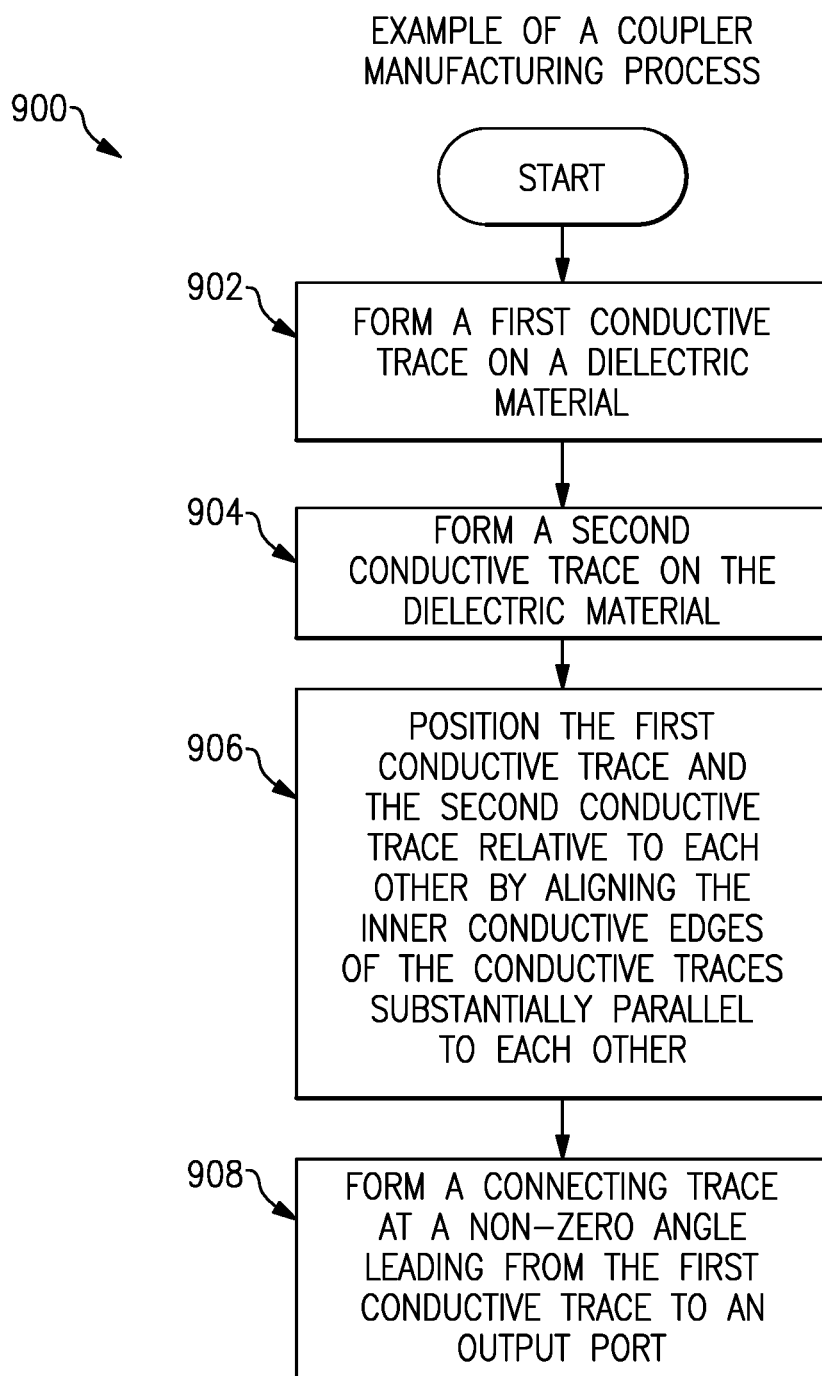 EXAMPLE OF A COUPLER
MANUFACTURING PROCESS
900
START
902
FORM A FIRST CONDUCTIVE
TRACE ON A DIELECTRIC
MATERIAL
904
FORM A SECOND
CONDUCTIVE TRACE ON THE
DIELECTRIC MATERIAL
906
POSITION THE FIRST
CONDUCTIVE TRACE AND
THE SECOND CONDUCTIVE
TRACE RELATIVE TO EACH
OTHER BY ALIGNING THE
INNER CONDUCTIVE EDGES
OF THE CONDUCTIVE TRACES
SUBSTANTIALLY PARALLEL
TO EACH OTHER
908
FORM A CONNECTING TRACE
AT A NON-ZERO ANGLE
LEADING FROM THE FIRST
CONDUCTIVE TRACE TO AN
OUTPUT PORT